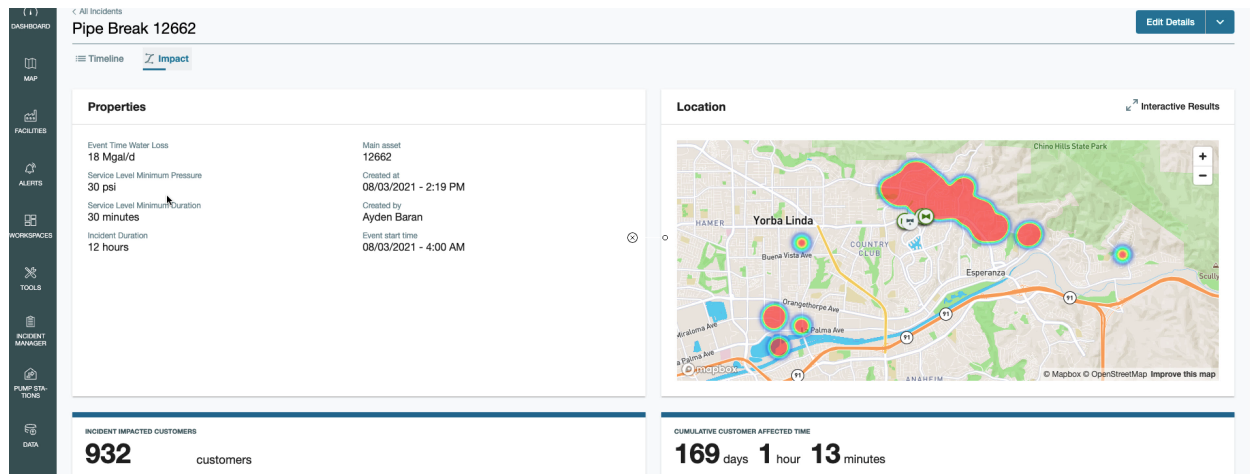 DASHBOARD
MAP
FACILITIES
ALERTS
WORKSPACES
TOOLS
INCIDENT
MANAGER
PUMP STA-
TIONS
DATA
< All Incidents
Pipe Break 12662
Edit Details
Timeline
Impact
Properties
Event Time Water Loss
18 Mgal/d
Service Level Minimum Pressure
30 psi
Service Level Minimum Duration
30 minutes
Incident Duration
12 hours
Main asset
12662
Created at
08/03/2021 - 2:19 PM
Created by
Ayden Baran
Event start time
08/03/2021 - 4:00 AM
Location
Interactive Results
Chino Hills State Park
+
−
HAMER
Yorba Linda
COUNTRY
CLUB
Buena Vista Ave
Esperanza
Scully
91
Orangethorpe Ave
91
Miraloma Ave
La Palma Ave
91
a Palma Ave
mapbox
91
ANAHEIM
© Mapbox © OpenStreetMap Improve this map
INCIDENT IMPACTED CUSTOMERS
932 customers
CUMULATIVE CUSTOMER AFFECTED TIME
169 days 1 hour 13 minutes